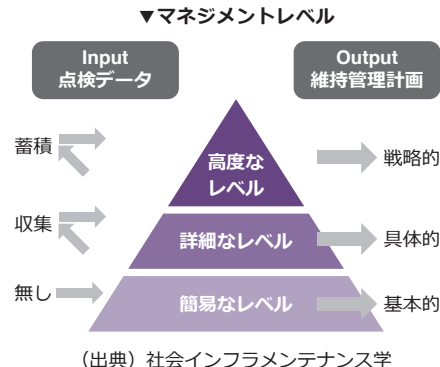 ▼マネジメントレベル
Input
点検データ
Output
維持管理計画
蓄積
高度な
レベル
戦略的
収集
詳細なレベル
具体的
無し
簡易なレベル
基本的
（出典）社会インフラメンテナンス学